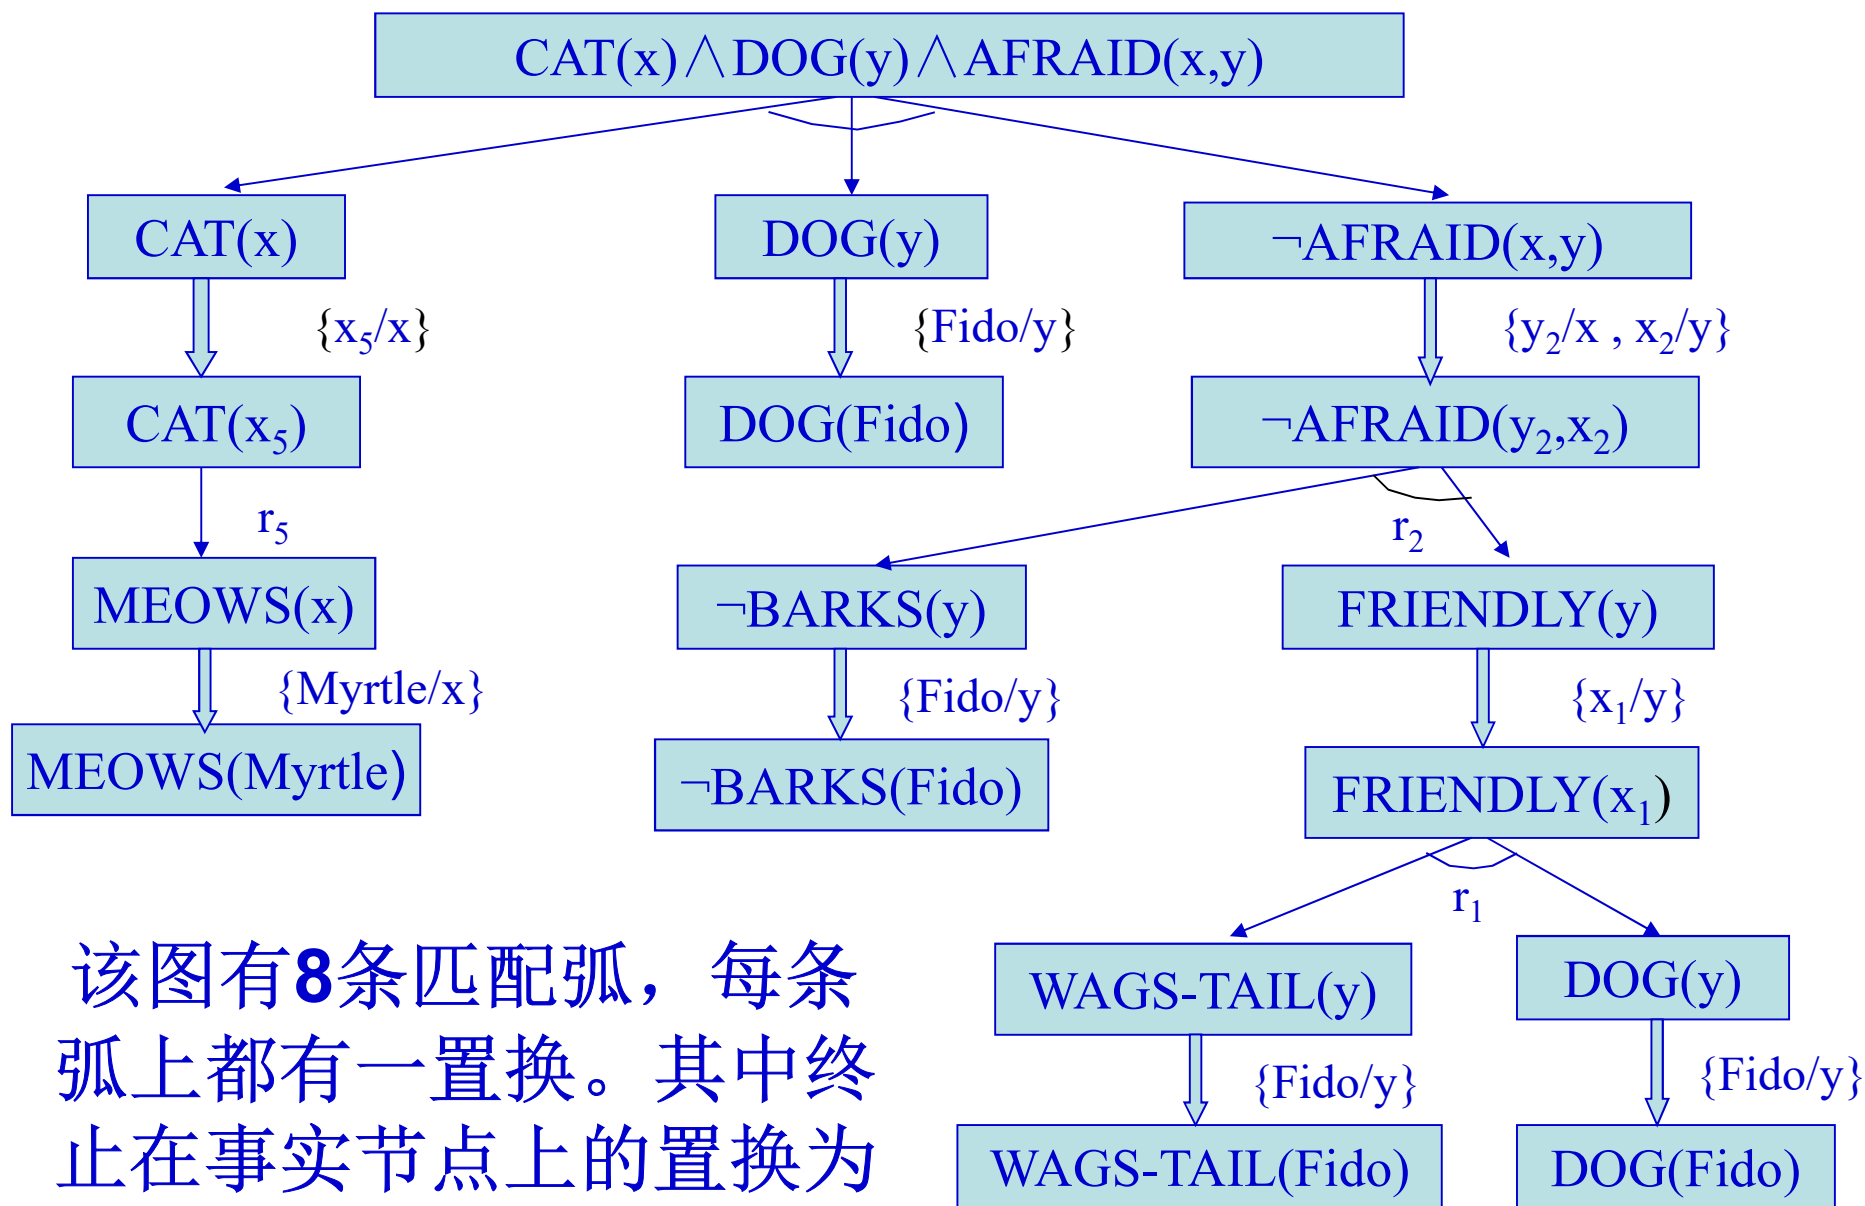 CAT(x)∧DOG(y)∧AFRAID(x,y)
CAT(x)
DOG(y)
¬AFRAID(x,y)
{x₅/x}
{Fido/y}
{y₂/x , x₂/y}
CAT(x₅)
DOG(Fido)
¬AFRAID(y₂,x₂)
r₅
r₂
MEOWS(x)
¬BARKS(y)
FRIENDLY(y)
{Myrtle/x}
{Fido/y}
{x₁/y}
MEOWS(Myrtle)
¬BARKS(Fido)
FRIENDLY(x₁)
r₁
WAGS-TAIL(y)
DOG(y)
{Fido/y}
{Fido/y}
WAGS-TAIL(Fido)
DOG(Fido)
该图有8条匹配弧，每条
弧上都有一置换。其中终
止在事实节点上的置换为